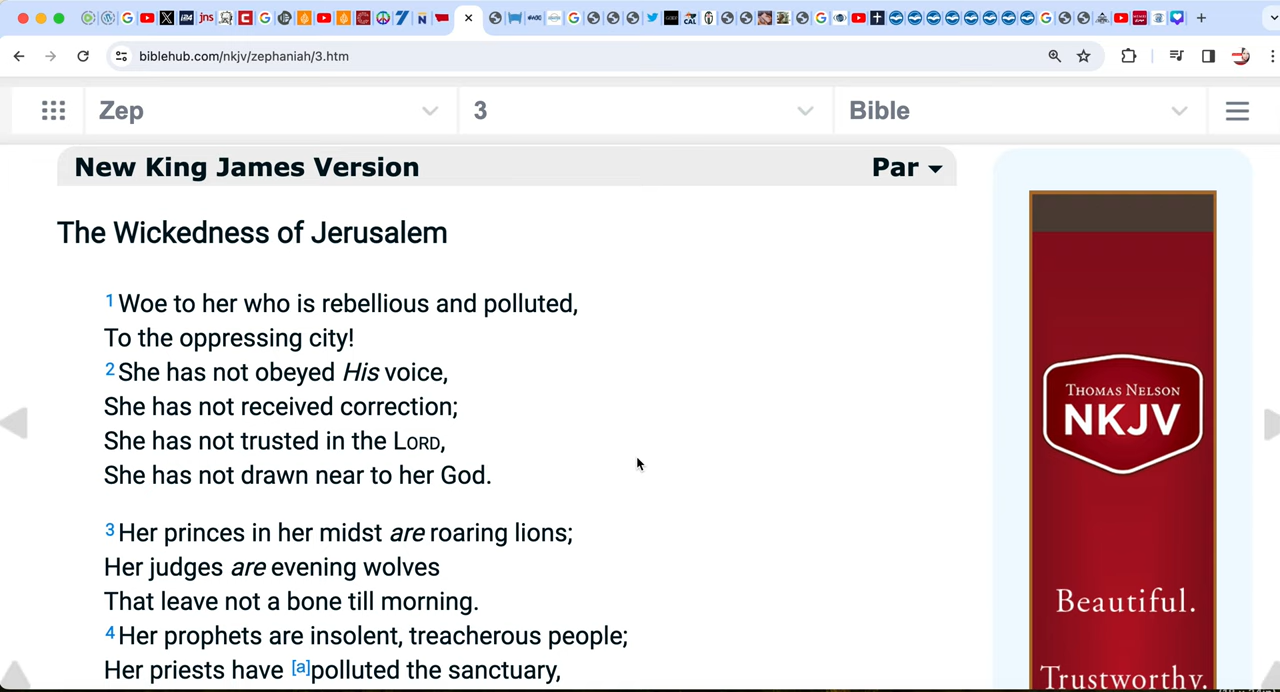 biblehub.com/nkjv/zephaniah/3.htm
Zep 3 Bible
New King James Version Par
The Wickedness of Jerusalem
1 Woe to her who is rebellious and polluted,
To the oppressing city!
2 She has not obeyed His voice,
She has not received correction;
She has not trusted in the LORD,
She has not drawn near to her God.
3 Her princes in her midst are roaring lions;
Her judges are evening wolves
That leave not a bone till morning.
4 Her prophets are insolent, treacherous people;
Her priests have [a]polluted the sanctuary,
THOMAS NELSON
NKJV
Beautiful.
Trustworthy.